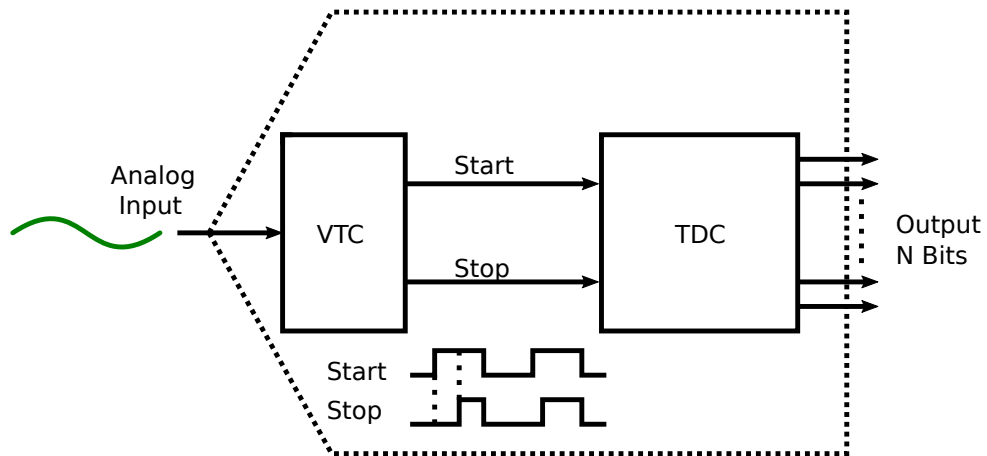 Analog
Input
VTC
Start
Stop
TDC
Output
N Bits
Start
Stop